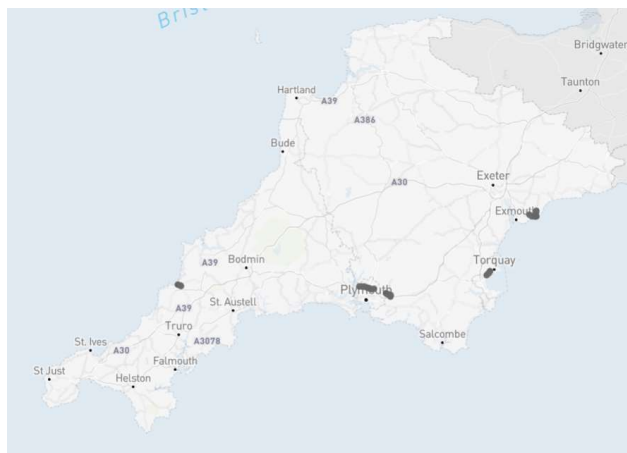 Brist
Bridgwater
Taunton
Hartland
A39
A386
Bude
Exeter
A30
Exmouth
A39
Bodmin
Torquay
Plymouth
St. Austell
A39
Truro
St. Ives
A30
A3078
Salcombe
Falmouth
St Just
Helston